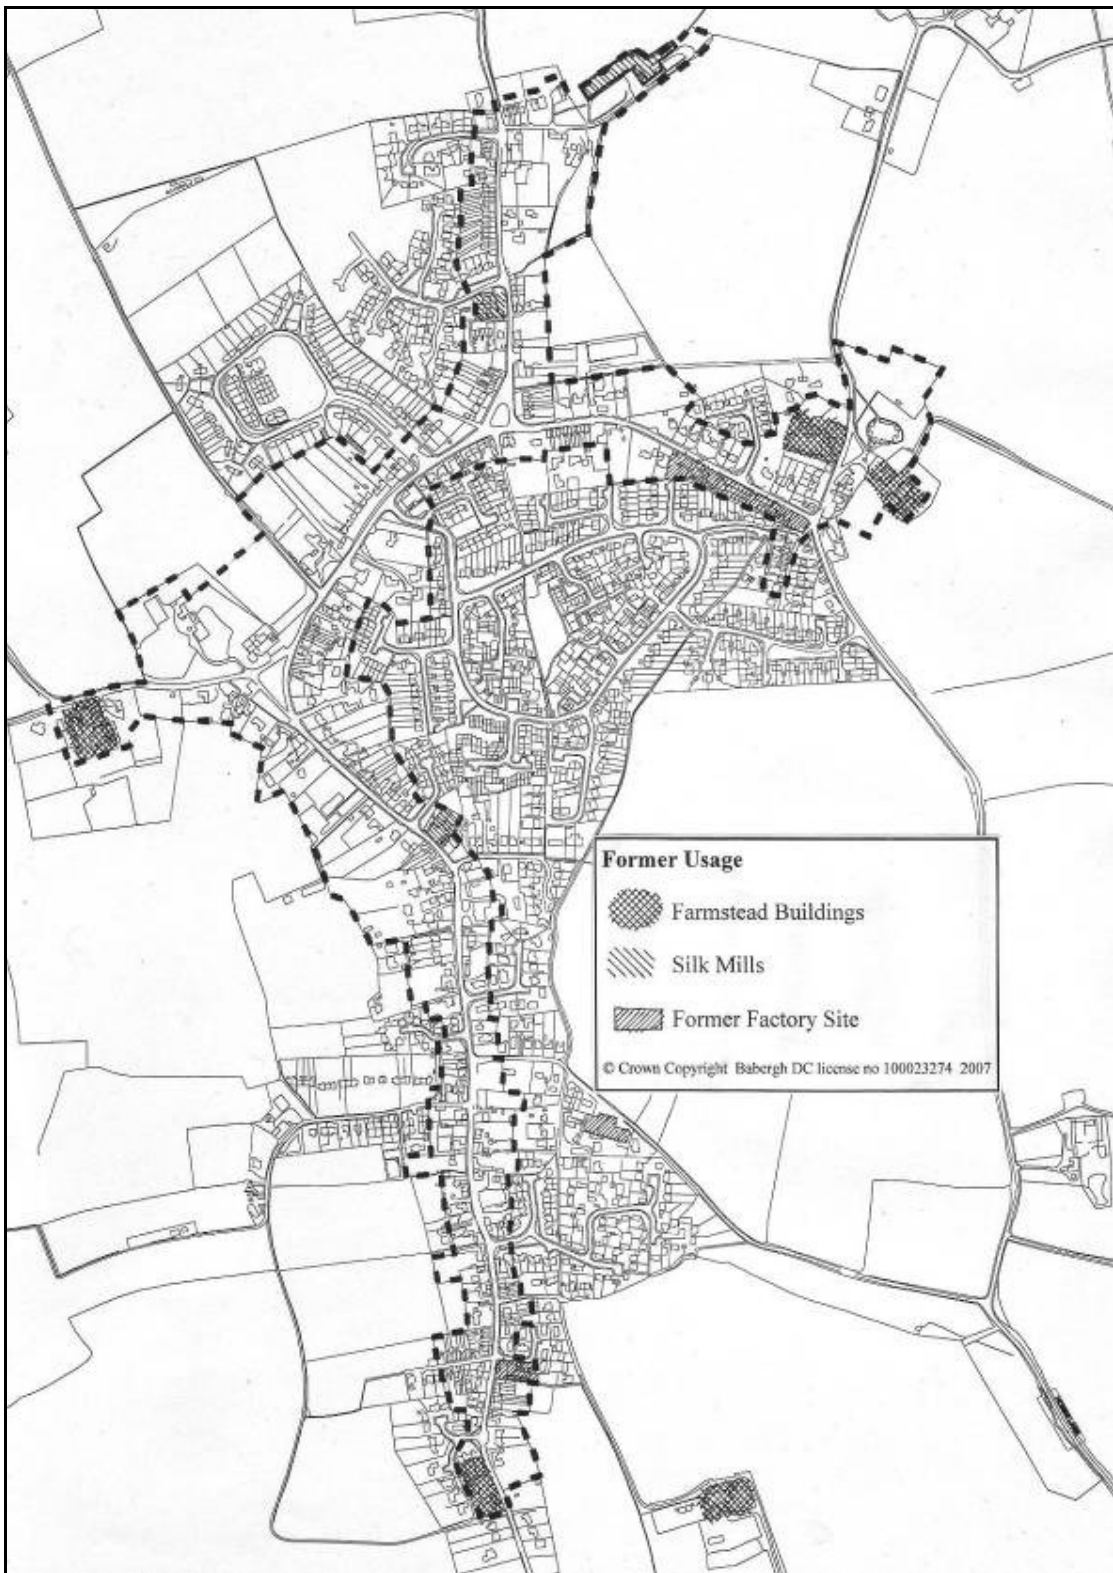 Former Usage
Farmstead Buildings
Silk Mills
Former Factory Site
© Crown Copyright Babergh DC license no 100023274 2007